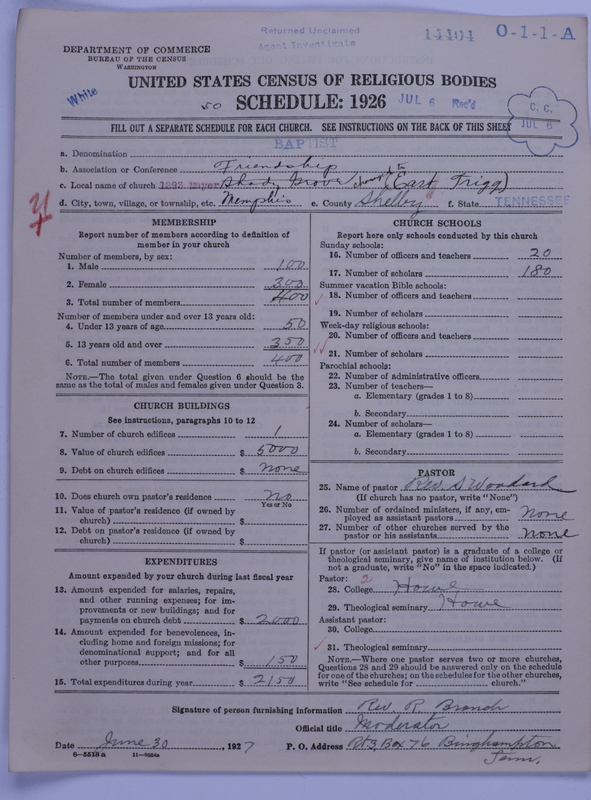 Returned Unclaimed
Agent Investigate
14404 O-1-1-A
DEPARTMENT OF COMMERCE
BUREAU OF THE CENSUS
WASHINGTON
White
UNITED STATES CENSUS OF RELIGIOUS BODIES
50 SCHEDULE: 1926 JUL 6 Rec'd
C. C.
JUL 6
FILL OUT A SEPARATE SCHEDULE FOR EACH CHURCH. SEE INSTRUCTIONS ON THE BACK OF THIS SHEET
a. Denomination BAPTIST
b. Association or Conference Friendship
c. Local name of church 1893 Mayer Shady Grove (East Trigg)
d. City, town, village, or township, etc. Memphis e. County Shelby f. State TENNESSEE
MEMBERSHIP
Report number of members according to definition of
member in your church
Number of members, by sex:
1. Male 100
2. Female 300
3. Total number of members 400
Number of members under and over 13 years old:
4. Under 13 years of age 50
5. 13 years old and over 350
6. Total number of members 400
NOTE.—The total given under Question 6 should be the
same as the total of males and females given under Question 3.
CHURCH BUILDINGS
See instructions, paragraphs 10 to 12
7. Number of church edifices 1
8. Value of church edifices $ 5000
9. Debt on church edifices $ none
10. Does church own pastor's residence no
Yes or No
11. Value of pastor's residence (if owned by
church) $
12. Debt on pastor's residence (if owned by
church) $
EXPENDITURES
Amount expended by your church during last fiscal year
13. Amount expended for salaries, repairs,
and other running expenses; for im-
provements or new buildings; and for
payments on church debt $ 2000
14. Amount expended for benevolences, in-
cluding home and foreign missions; for
denominational support; and for all
other purposes $ 150
15. Total expenditures during year $ 2150
CHURCH SCHOOLS
Report here only schools conducted by this church
Sunday schools:
16. Number of officers and teachers 20
17. Number of scholars 180
Summer vacation Bible schools:
18. Number of officers and teachers
19. Number of scholars
Week-day religious schools:
20. Number of officers and teachers
21. Number of scholars
Parochial schools:
22. Number of administrative officers
23. Number of teachers—
a. Elementary (grades 1 to 8)
b. Secondary
24. Number of scholars—
a. Elementary (grades 1 to 8)
b. Secondary
PASTOR
25. Name of pastor Rev. S Woodard
(If church has no pastor, write "None")
26. Number of ordained ministers, if any, em-
ployed as assistant pastors None
27. Number of other churches served by the
pastor or his assistants none
If pastor (or assistant pastor) is a graduate of a college or
theological seminary, give name of institution below. (If
not a graduate, write "No" in the space indicated.)
Pastor: 2
28. College Howe
29. Theological seminary Howe
Assistant pastor:
30. College
31. Theological seminary
NOTE.—Where one pastor serves two or more churches,
Questions 28 and 29 should be answered only on the schedule
for one of the churches; on the schedules for the other churches,
write "See schedule for church."
Signature of person furnishing information Rev. R. Branch
Official title Moderator
Date June 30, 1927 P. O. Address Rt 3, Box 76 Binghampton
Tenn.
8—5518 a